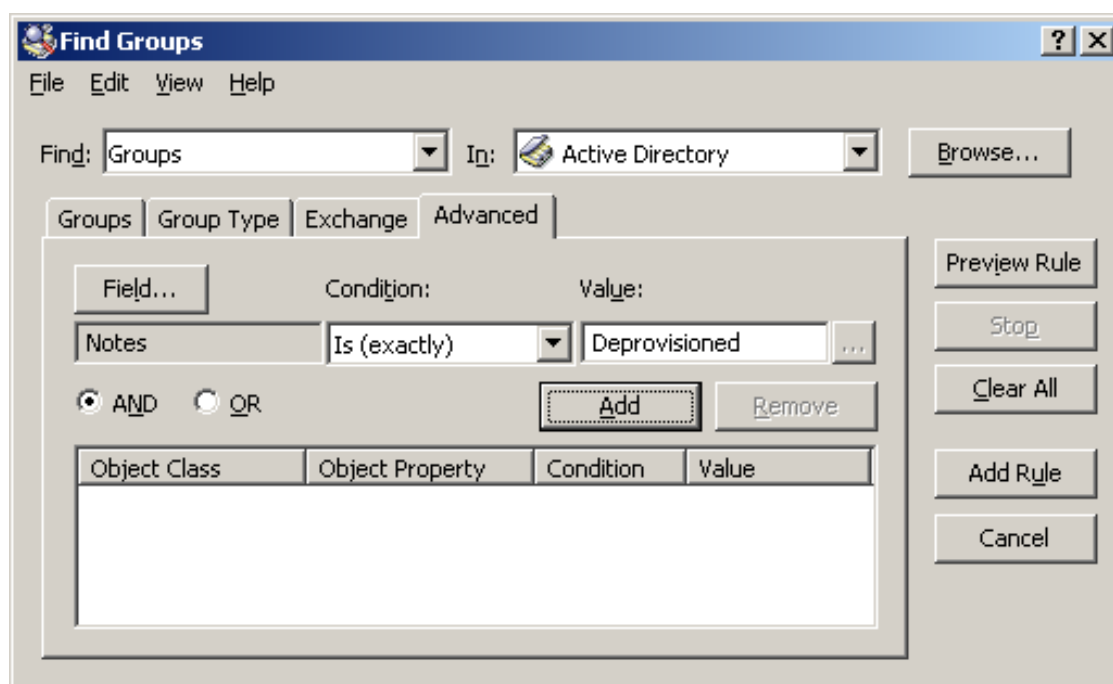 Find Groups
File Edit View Help
Find: Groups In: Active Directory Browse...
Groups Group Type Exchange Advanced
Field... Condition: Value: Preview Rule
Notes Is (exactly) Deprovisioned ... Stop
AND OR Add Remove Clear All
Object Class Object Property Condition Value Add Rule
Cancel